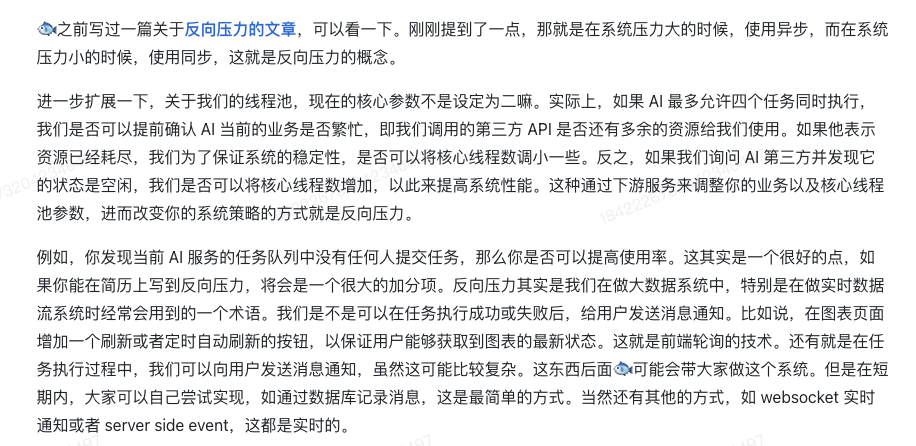 🐟之前写过一篇关于反向压力的文章，可以看一下。刚刚提到了一点，那就是在系统压力大的时候，使用异步，而在系统
压力小的时候，使用同步，这就是反向压力的概念。
进一步扩展一下，关于我们的线程池，现在的核心参数不是设定为二嘛。实际上，如果 AI 最多允许四个任务同时执行，
我们是否可以提前确认 AI 当前的业务是否繁忙，即我们调用的第三方 API 是否还有多余的资源给我们使用。如果他表示
资源已经耗尽，我们为了保证系统的稳定性，是否可以将核心线程数调小一些。反之，如果我们询问 AI 第三方并发现它
的状态是空闲，我们是否可以将核心线程数增加，以此来提高系统性能。这种通过下游服务来调整你的业务以及核心线程
池参数，进而改变你的系统策略的方式就是反向压力。
例如，你发现当前 AI 服务的任务队列中没有任何人提交任务，那么你是否可以提高使用率。这其实是一个很好的点，如
果你能在简历上写到反向压力，将会是一个很大的加分项。反向压力其实是我们在做大数据系统中，特别是在做实时数据
流系统时经常会用到的一个术语。我们是不是可以在任务执行成功或失败后，给用户发送消息通知。比如说，在图表页面
增加一个刷新或者定时自动刷新的按钮，以保证用户能够获取到图表的最新状态。这就是前端轮询的技术。还有就是在任
务执行过程中，我们可以向用户发送消息通知，虽然这可能比较复杂。这东西后面🐟可能会带大家做这个系统。但是在短
期内，大家可以自己尝试实现，如通过数据库记录消息，这是最简单的方式。当然还有其他的方式，如 websocket 实时
通知或者 server side event，这都是实时的。